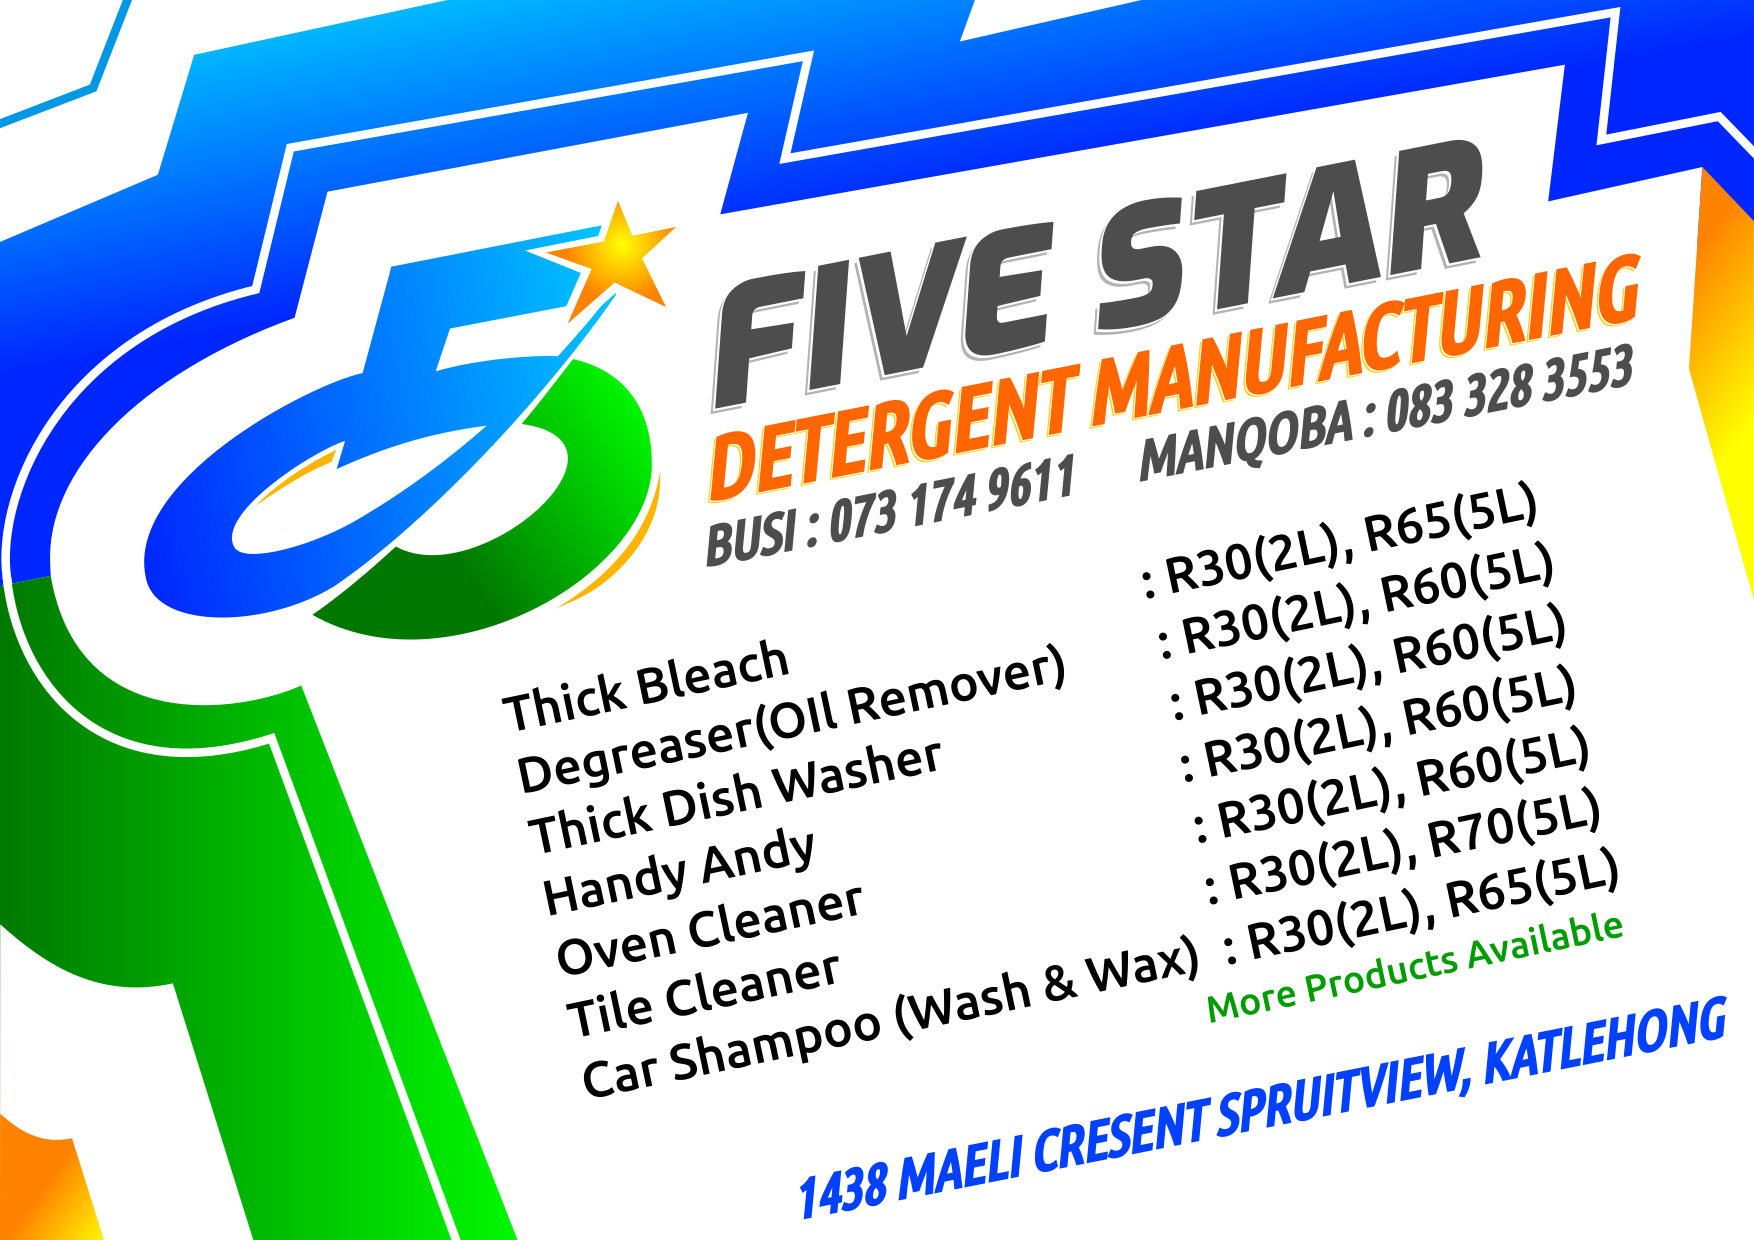 FIVE STAR
DETERGENT MANUFACTURING
BUSI : 073 174 9611 MANQOBA : 083 328 3553
Thick Bleach : R30(2L), R65(5L)
Degreaser(OIl Remover) : R30(2L), R60(5L)
Thick Dish Washer : R30(2L), R60(5L)
Handy Andy : R30(2L), R60(5L)
Oven Cleaner : R30(2L), R60(5L)
Tile Cleaner : R30(2L), R70(5L)
Car Shampoo (Wash & Wax) : R30(2L), R65(5L)
More Products Available
1438 MAELI CRESENT SPRUITVIEW, KATLEHONG